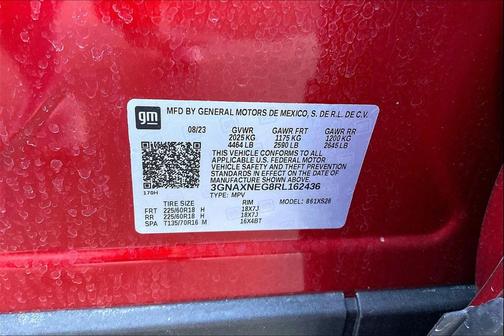 gm MFD BY GENERAL MOTORS DE MEXICO, S. DE R.L. DE C.V.
08/23 GVWR GAWR FRT GAWR RR
2025 KG 1175 KG 1200 KG
4464 LB 2590 LB 2645 LB
THIS VEHICLE CONFORMS TO ALL
APPLICABLE U.S. FEDERAL MOTOR
VEHICLE SAFETY AND THEFT PREVENTION
STANDARDS IN EFFECT ON THE DATE OF
MANUFACTURE SHOWN ABOVE.
3GNAXNEG8RL162436
170H TYPE: MPV MODEL: 861XS26
TIRE SIZE RIM
FRT 225/60R18 H 18X7J
RR 225/60R18 H 18X7J
SPA T135/70R16 M 16X4BT